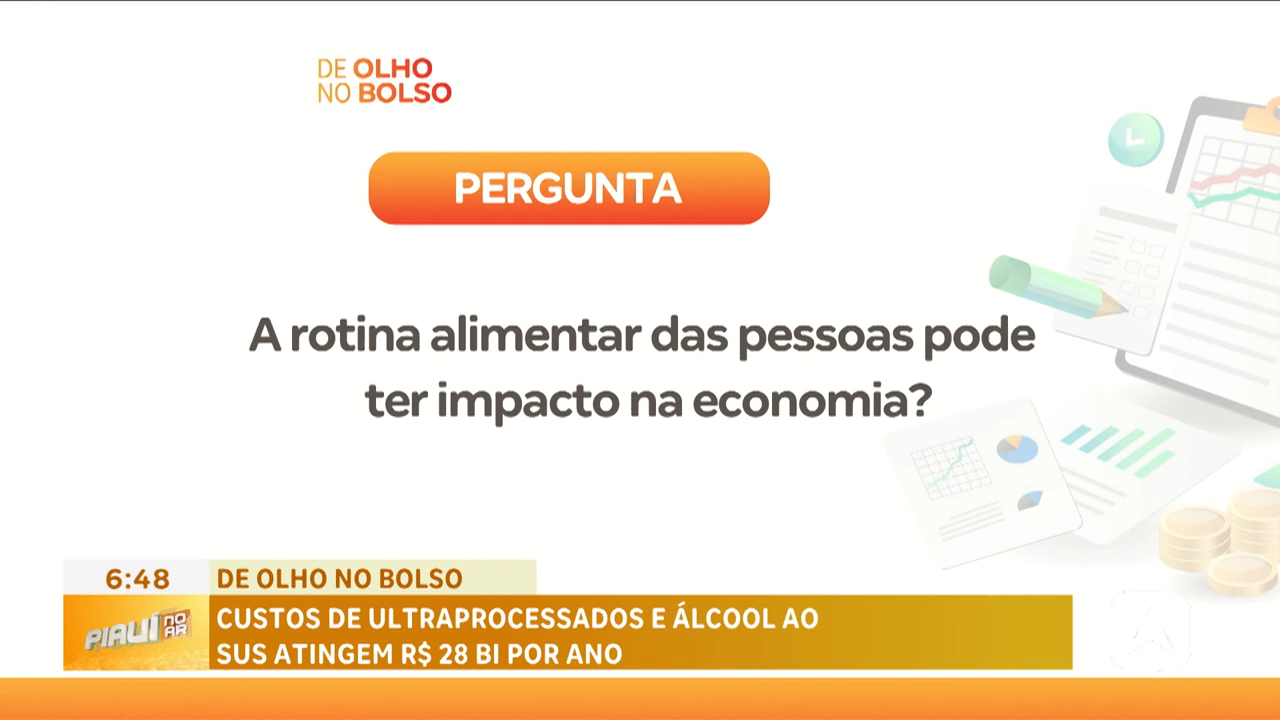 DE OLHO
NO BOLSO
PERGUNTA
A rotina alimentar das pessoas pode
ter impacto na economia?
6:48
DE OLHO NO BOLSO
PIAUÍ NO AR
CUSTOS DE ULTRAPROCESSADOS E ÁLCOOL AO
SUS ATINGEM R$ 28 BI POR ANO